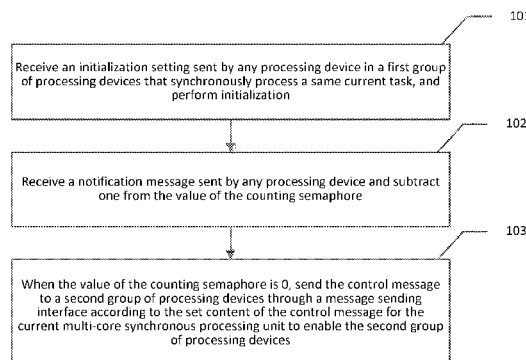 101
Receive an initialization setting sent by any processing device in a first group
of processing devices that synchronously process a same current task, and
perform initialization
102
Receive a notification message sent by any processing device and subtract
one from the value of the counting semaphore
103
When the value of the counting semaphore is 0, send the control message
to a second group of processing devices through a message sending
interface according to the set content of the control message for the
current multi-core synchronous processing unit to enable the second group
of processing devices